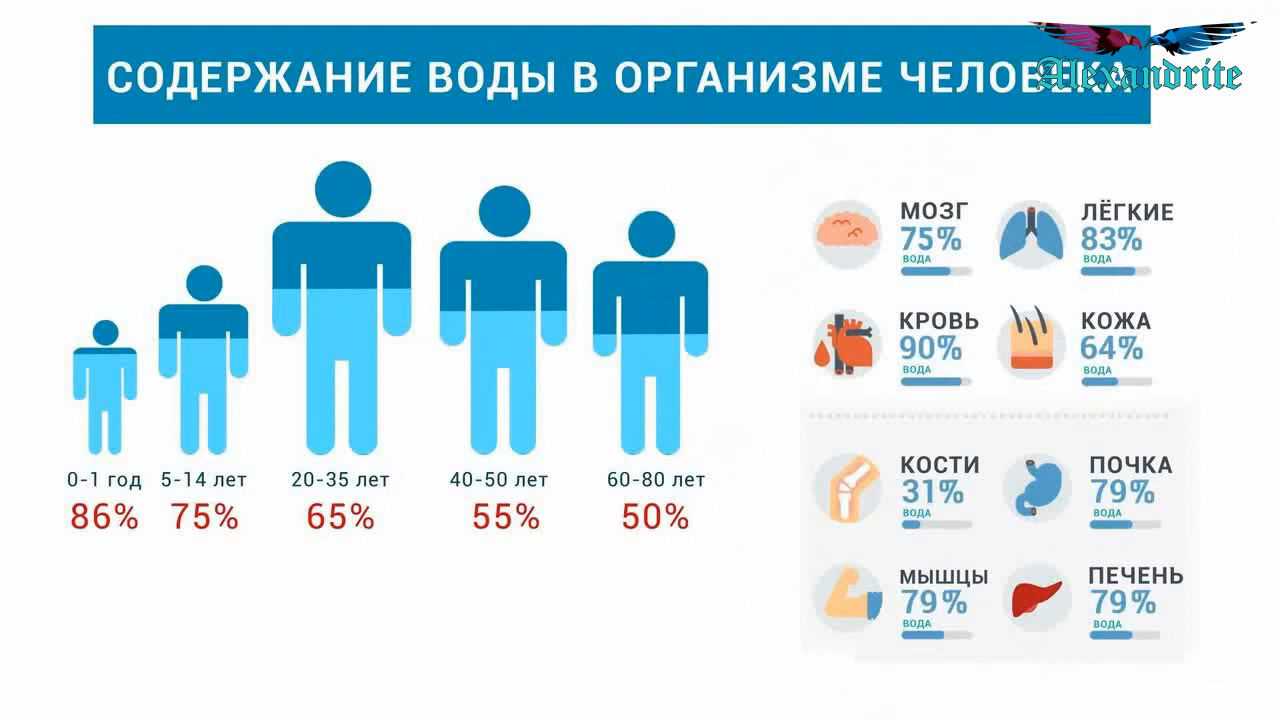 СОДЕРЖАНИЕ ВОДЫ В ОРГАНИЗМЕ ЧЕЛОВЕКА
Alexandrite
0-1 год
86%
5-14 лет
75%
20-35 лет
65%
40-50 лет
55%
60-80 лет
50%
МОЗГ
75%
ВОДА
ЛЁГКИЕ
83%
ВОДА
КРОВЬ
90%
ВОДА
КОЖА
64%
ВОДА
КОСТИ
31%
ВОДА
ПОЧКА
79%
ВОДА
МЫШЦЫ
79%
ВОДА
ПЕЧЕНЬ
79%
ВОДА